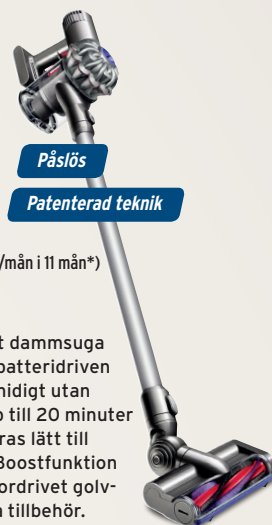 Påslös
Patenterad teknik
/mån i 11 mån*)
t dammsuga
batteridriven
nidigt utan
p till 20 minuter
ras lätt till
Boostfunktion
ordrivet golv-
tillbehör.